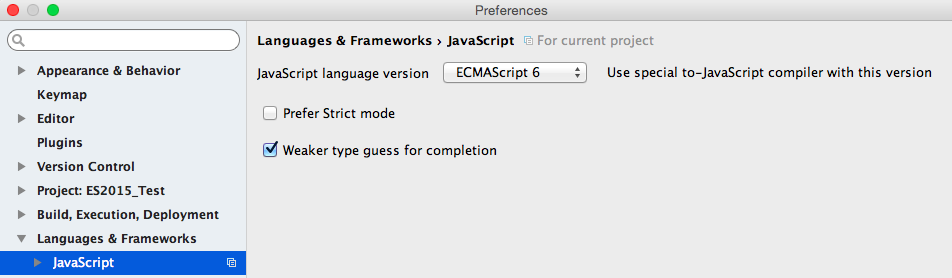 Preferences
Languages & Frameworks › JavaScript For current project
Appearance & Behavior
JavaScript language version ECMAScript 6 Use special to-JavaScript compiler with this version
Keymap
Editor
Prefer Strict mode
Plugins
Weaker type guess for completion
Version Control
Project: ES2015_Test
Build, Execution, Deployment
Languages & Frameworks
JavaScript